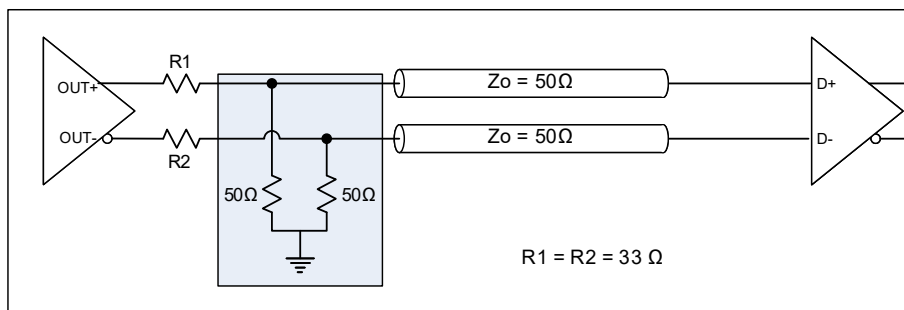 R1
OUT+
OUT-
R2
50Ω
50Ω
Zo = 50Ω
Zo = 50Ω
D+
D-
R1 = R2 = 33 Ω